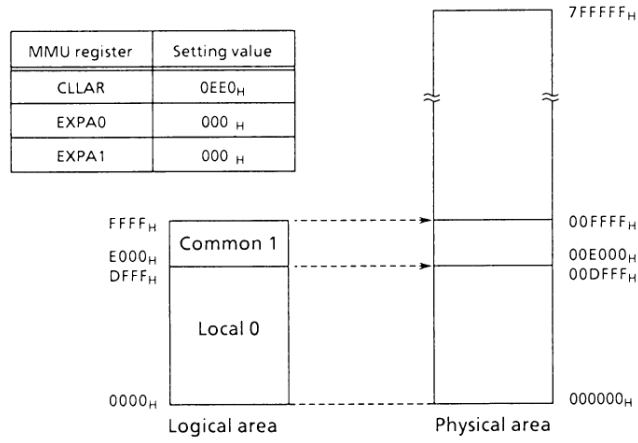 MMU register Setting value
CLLAR 0EE0H
EXPA0 000 H
EXPA1 000 H
7FFFFFH
FFFFH
Common 1
E000H
DFFFH
Local 0
0000H
Logical area
00FFFFH
00E000H
00DFFFH
000000H
Physical area